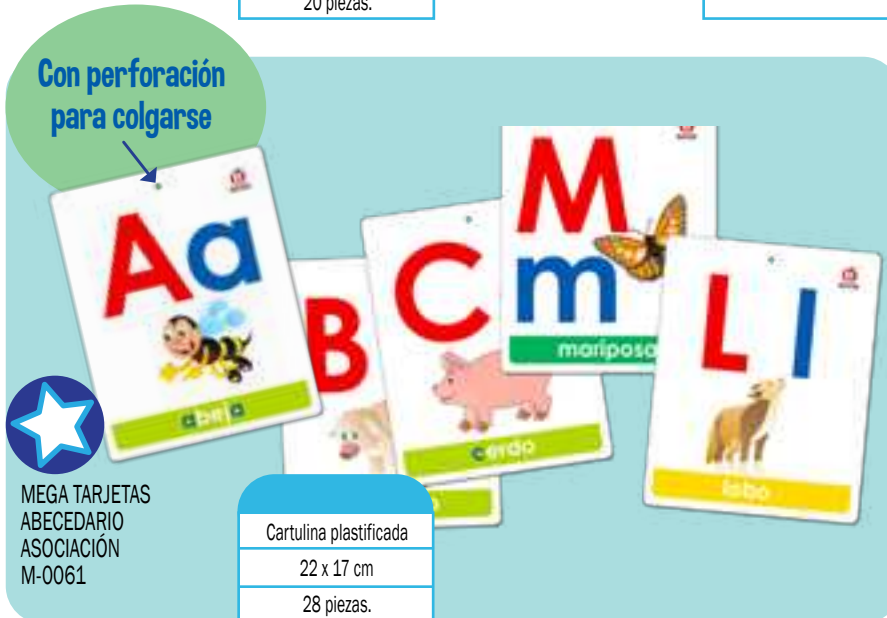 20 piezas.
Con perforación
para colgarse
Aa
abeja
B
C
cerdo
M
m
mariposa
L l
lobo
MEGA TARJETAS
ABECEDARIO
ASOCIACIÓN
M-0061
Cartulina plastificada
22 x 17 cm
28 piezas.